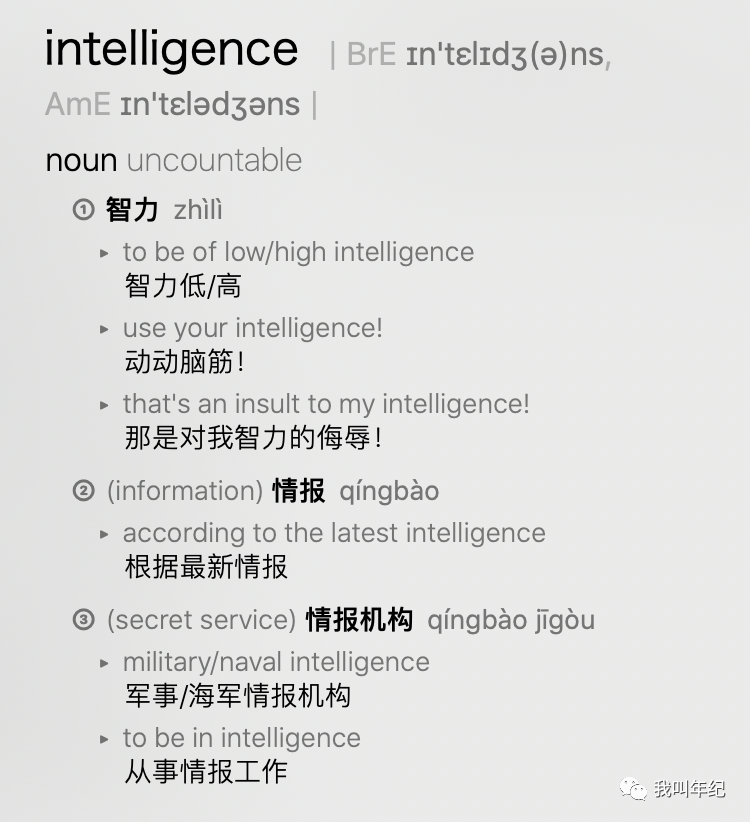 intelligence | BrE ɪn'tɛlɪdʒ(ə)ns,
AmE ɪn'tɛlədʒəns |
noun uncountable
① 智力 zhìlì
▸ to be of low/high intelligence
智力低/高
▸ use your intelligence!
动动脑筋！
▸ that's an insult to my intelligence!
那是对我智力的侮辱！
② (information) 情报 qíngbào
▸ according to the latest intelligence
根据最新情报
③ (secret service) 情报机构 qíngbào jīgòu
▸ military/naval intelligence
军事/海军情报机构
▸ to be in intelligence
从事情报工作
我叫年纪